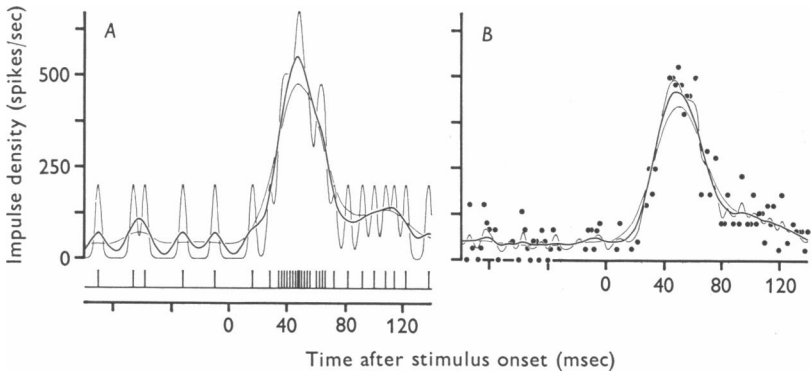 A
B
Impulse density (spikes/sec)
500
250
0
0 40 80 120
0 40 80 120
Time after stimulus onset (msec)